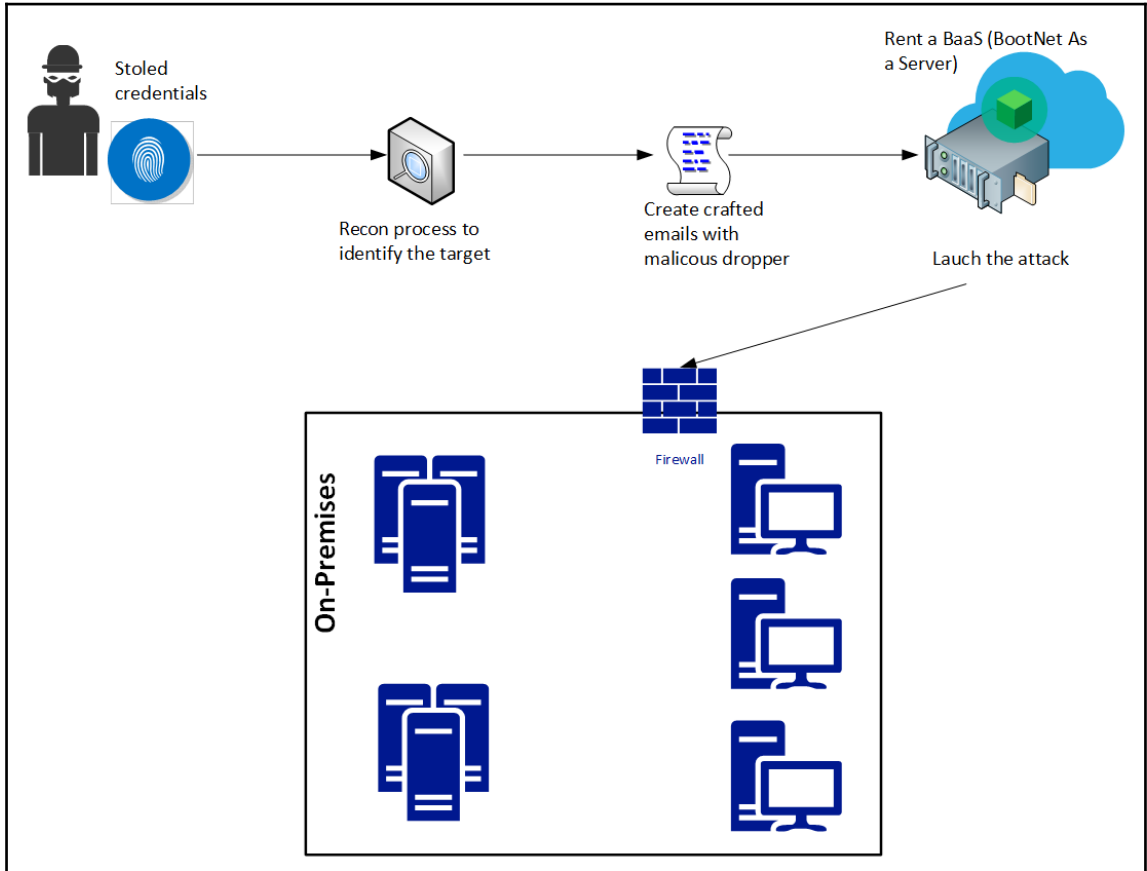 Stoled
credentials
Recon process to
identify the target
Create crafted
emails with
malicous dropper
Rent a BaaS (BootNet As
a Server)
Lauch the attack
Firewall
On-Premises